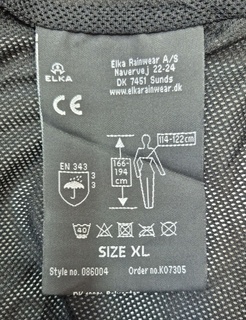 ELKA
Elka Rainwear A/S
Navervej 22-24
DK 7451 Sunds
www.elkarainwear.dk
CE
114-122cm
EN 343
3
3
166-
194
cm
40
SIZE XL
Style no. 086004
Order no.K07305